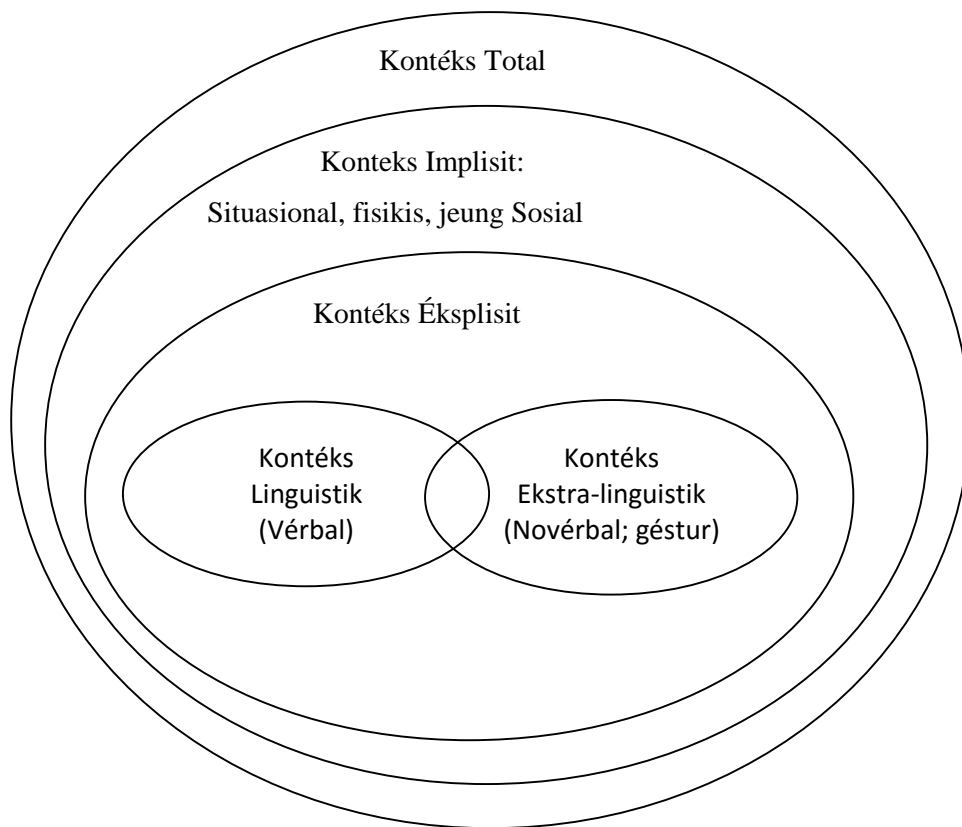 Kontéks Total
Konteks Implisit:
Situasional, fisikis, jeung Sosial
Kontéks Éksplisit
Kontéks
Linguistik
(Vérbal)
Kontéks
Ekstra-linguistik
(Novérbal; géstur)